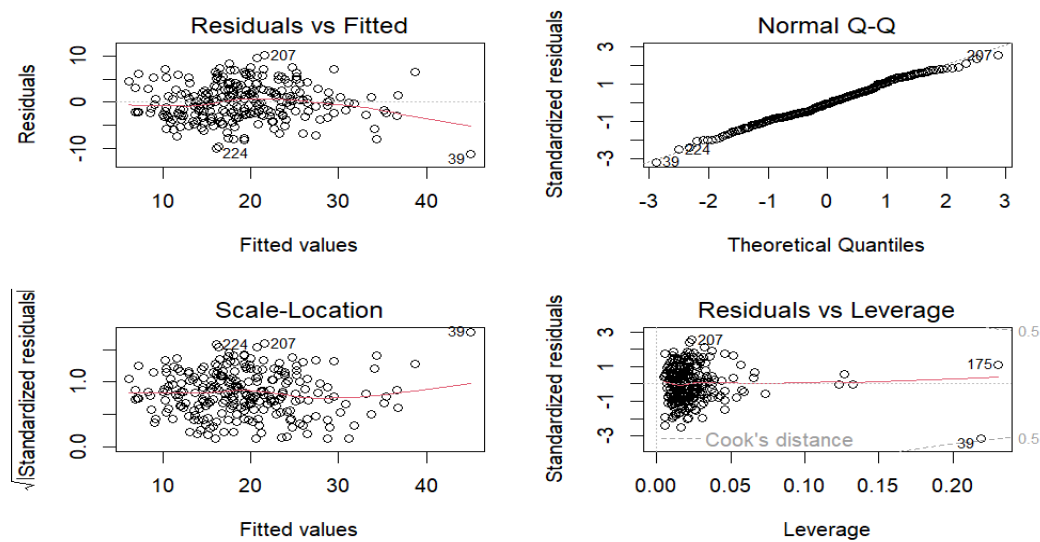 Residuals vs Fitted
Residuals
10
0
-10
207
224
39
10 20 30 40
Fitted values
Normal Q-Q
Standardized residuals
3
1
-1
-3
207
224
39
-3 -2 -1 0 1 2 3
Theoretical Quantiles
Scale-Location
√|Standardized residuals|
1.0
0.0
39
224
207
10 20 30 40
Fitted values
Residuals vs Leverage
Standardized residuals
3
1
-1
-3
207
0.5
175
Cook's distance
39
0.5
0.00 0.05 0.10 0.15 0.20
Leverage